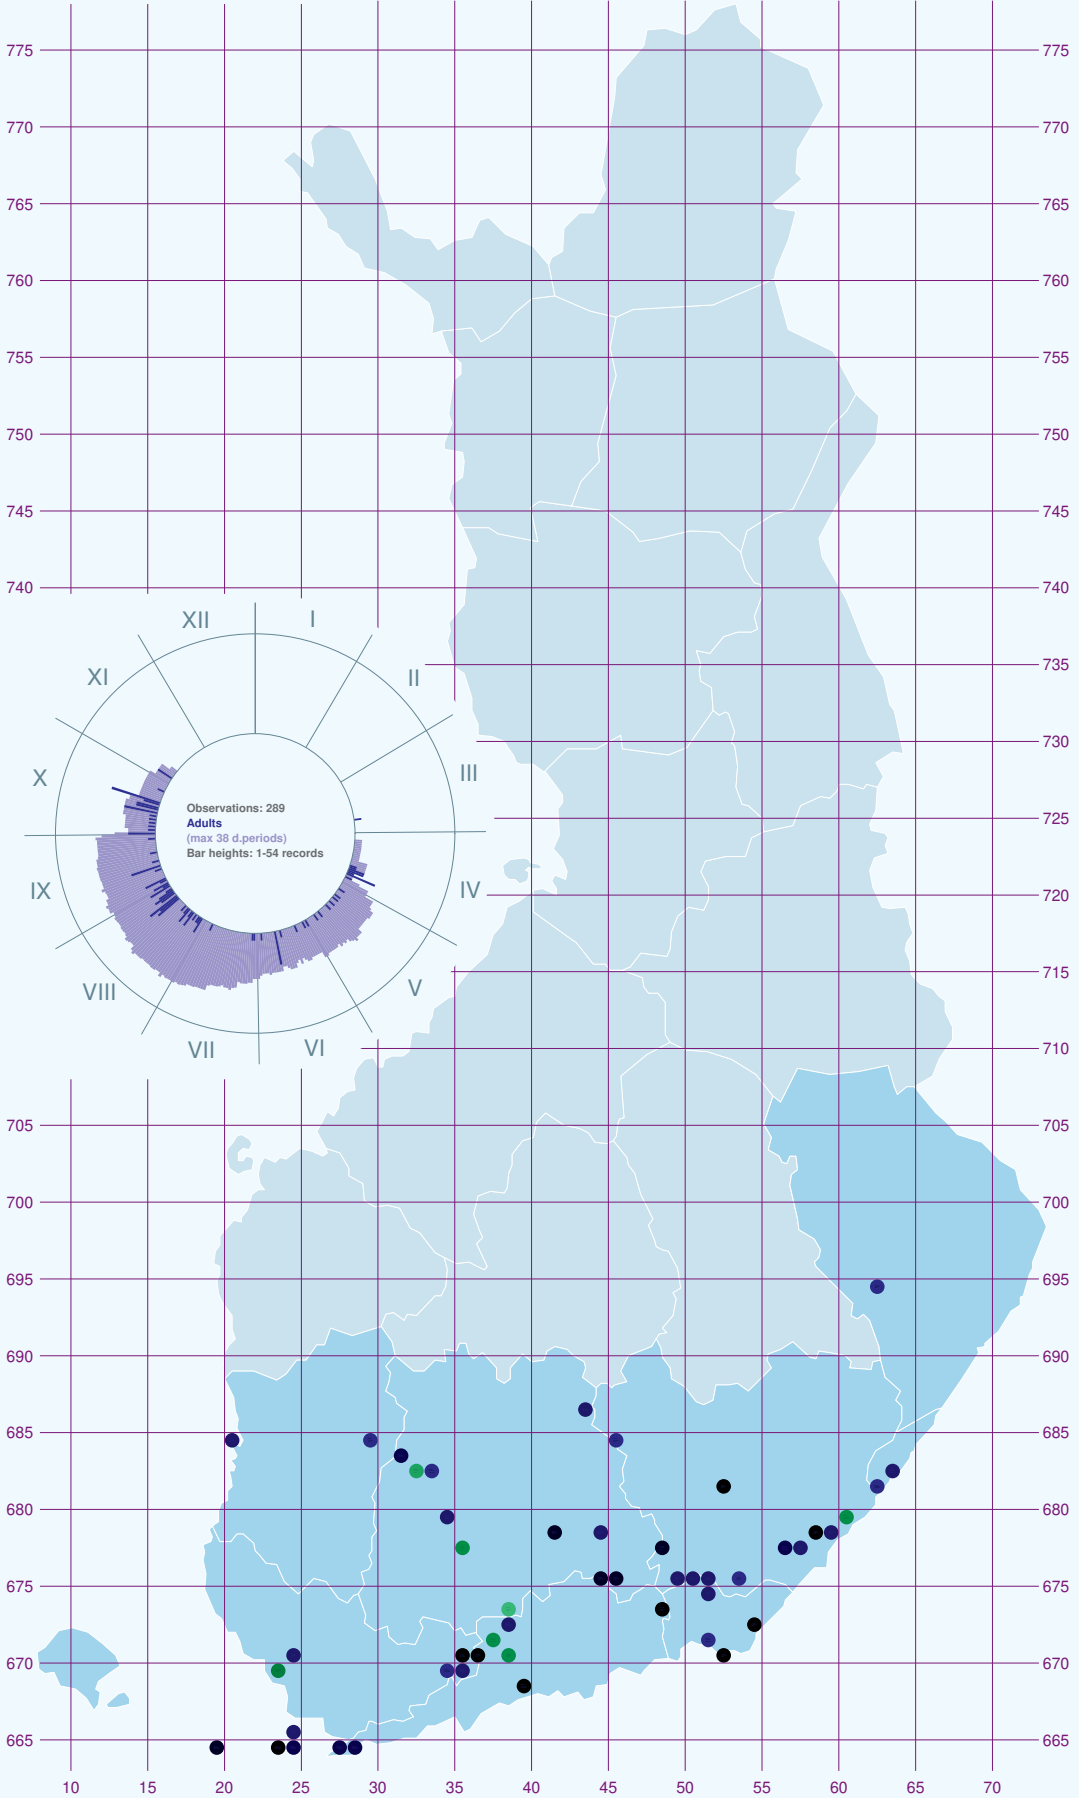 775 775
770 770
765 765
760 760
755 755
750 750
745 745
740 740
XII I
735
XI II
730 730
X III
Observations: 289
Adults
(max 38 d.periods)
Bar heights: 1-54 records
725 725
IX IV
720 720
VIII V
715 715
VII VI
710 710
705 705
700 700
695 695
690 690
685 685
680 680
675 675
670 670
665 665
10 15 20 25 30 35 40 45 50 55 60 65 70